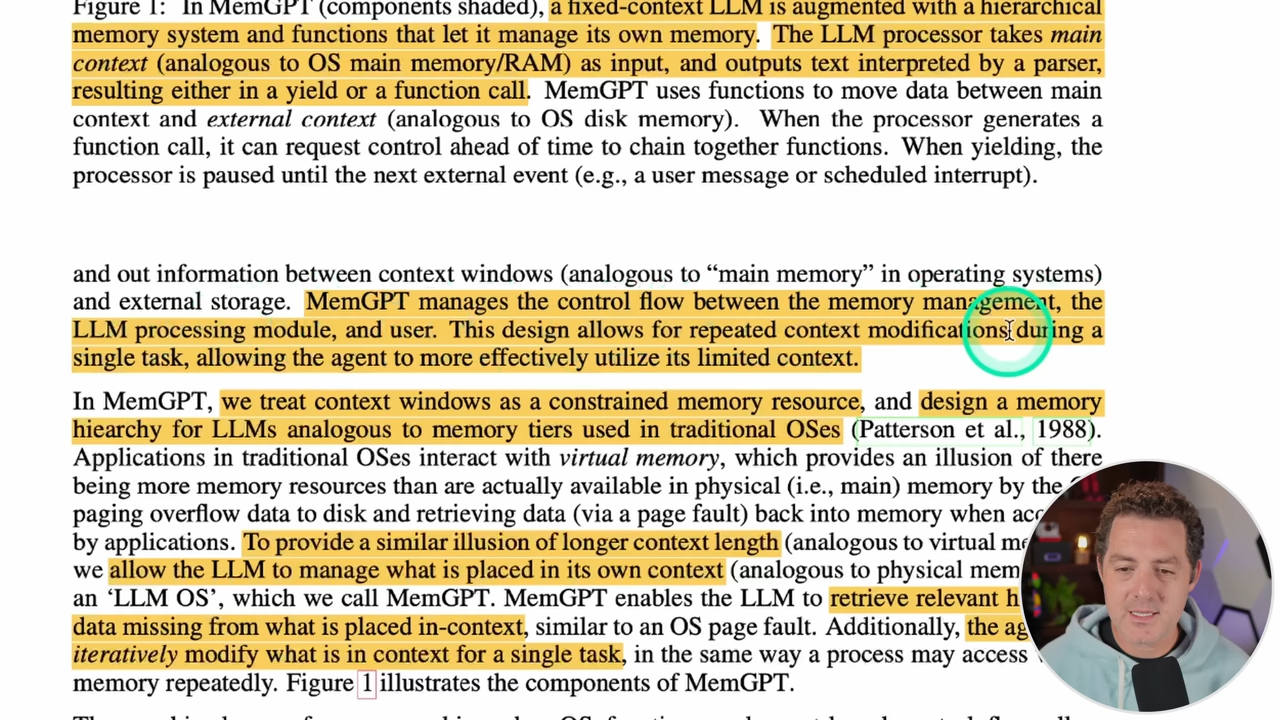 Figure 1: In MemGPT (components shaded), a fixed-context LLM is augmented with a hierarchical
memory system and functions that let it manage its own memory. The LLM processor takes main
context (analogous to OS main memory/RAM) as input, and outputs text interpreted by a parser,
resulting either in a yield or a function call. MemGPT uses functions to move data between main
context and external context (analogous to OS disk memory). When the processor generates a
function call, it can request control ahead of time to chain together functions. When yielding, the
processor is paused until the next external event (e.g., a user message or scheduled interrupt).
and out information between context windows (analogous to “main memory” in operating systems)
and external storage. MemGPT manages the control flow between the memory management, the
LLM processing module, and user. This design allows for repeated context modifications during a
single task, allowing the agent to more effectively utilize its limited context.
In MemGPT, we treat context windows as a constrained memory resource, and design a memory
hiearchy for LLMs analogous to memory tiers used in traditional OSes (Patterson et al., 1988).
Applications in traditional OSes interact with virtual memory, which provides an illusion of there
being more memory resources than are actually available in physical (i.e., main) memory by the
paging overflow data to disk and retrieving data (via a page fault) back into memory when
by applications. To provide a similar illusion of longer context length (analogous to virtual
we allow the LLM to manage what is placed in its own context (analogous to physical
an ‘LLM OS’, which we call MemGPT. MemGPT enables the LLM to retrieve relevant
data missing from what is placed in-context, similar to an OS page fault. Additionally, the
iteratively modify what is in context for a single task, in the same way a process may access
memory repeatedly. Figure 1 illustrates the components of MemGPT.